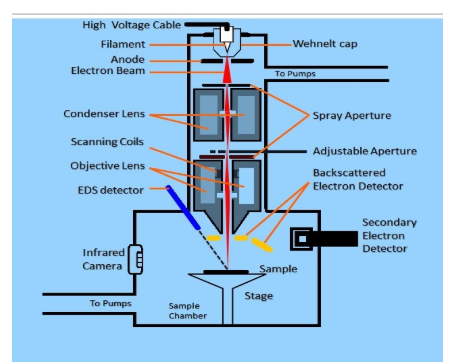 High Voltage Cable
Filament
Wehnelt cap
Anode
Electron Beam
To Pumps
Condenser Lens
Spray Aperture
Scanning Coils
Adjustable Aperture
Objective Lens
Backscattered
Electron Detector
EDS detector
Secondary
Electron
Detector
Infrared
Camera
Sample
Stage
To Pumps
Sample
Chamber